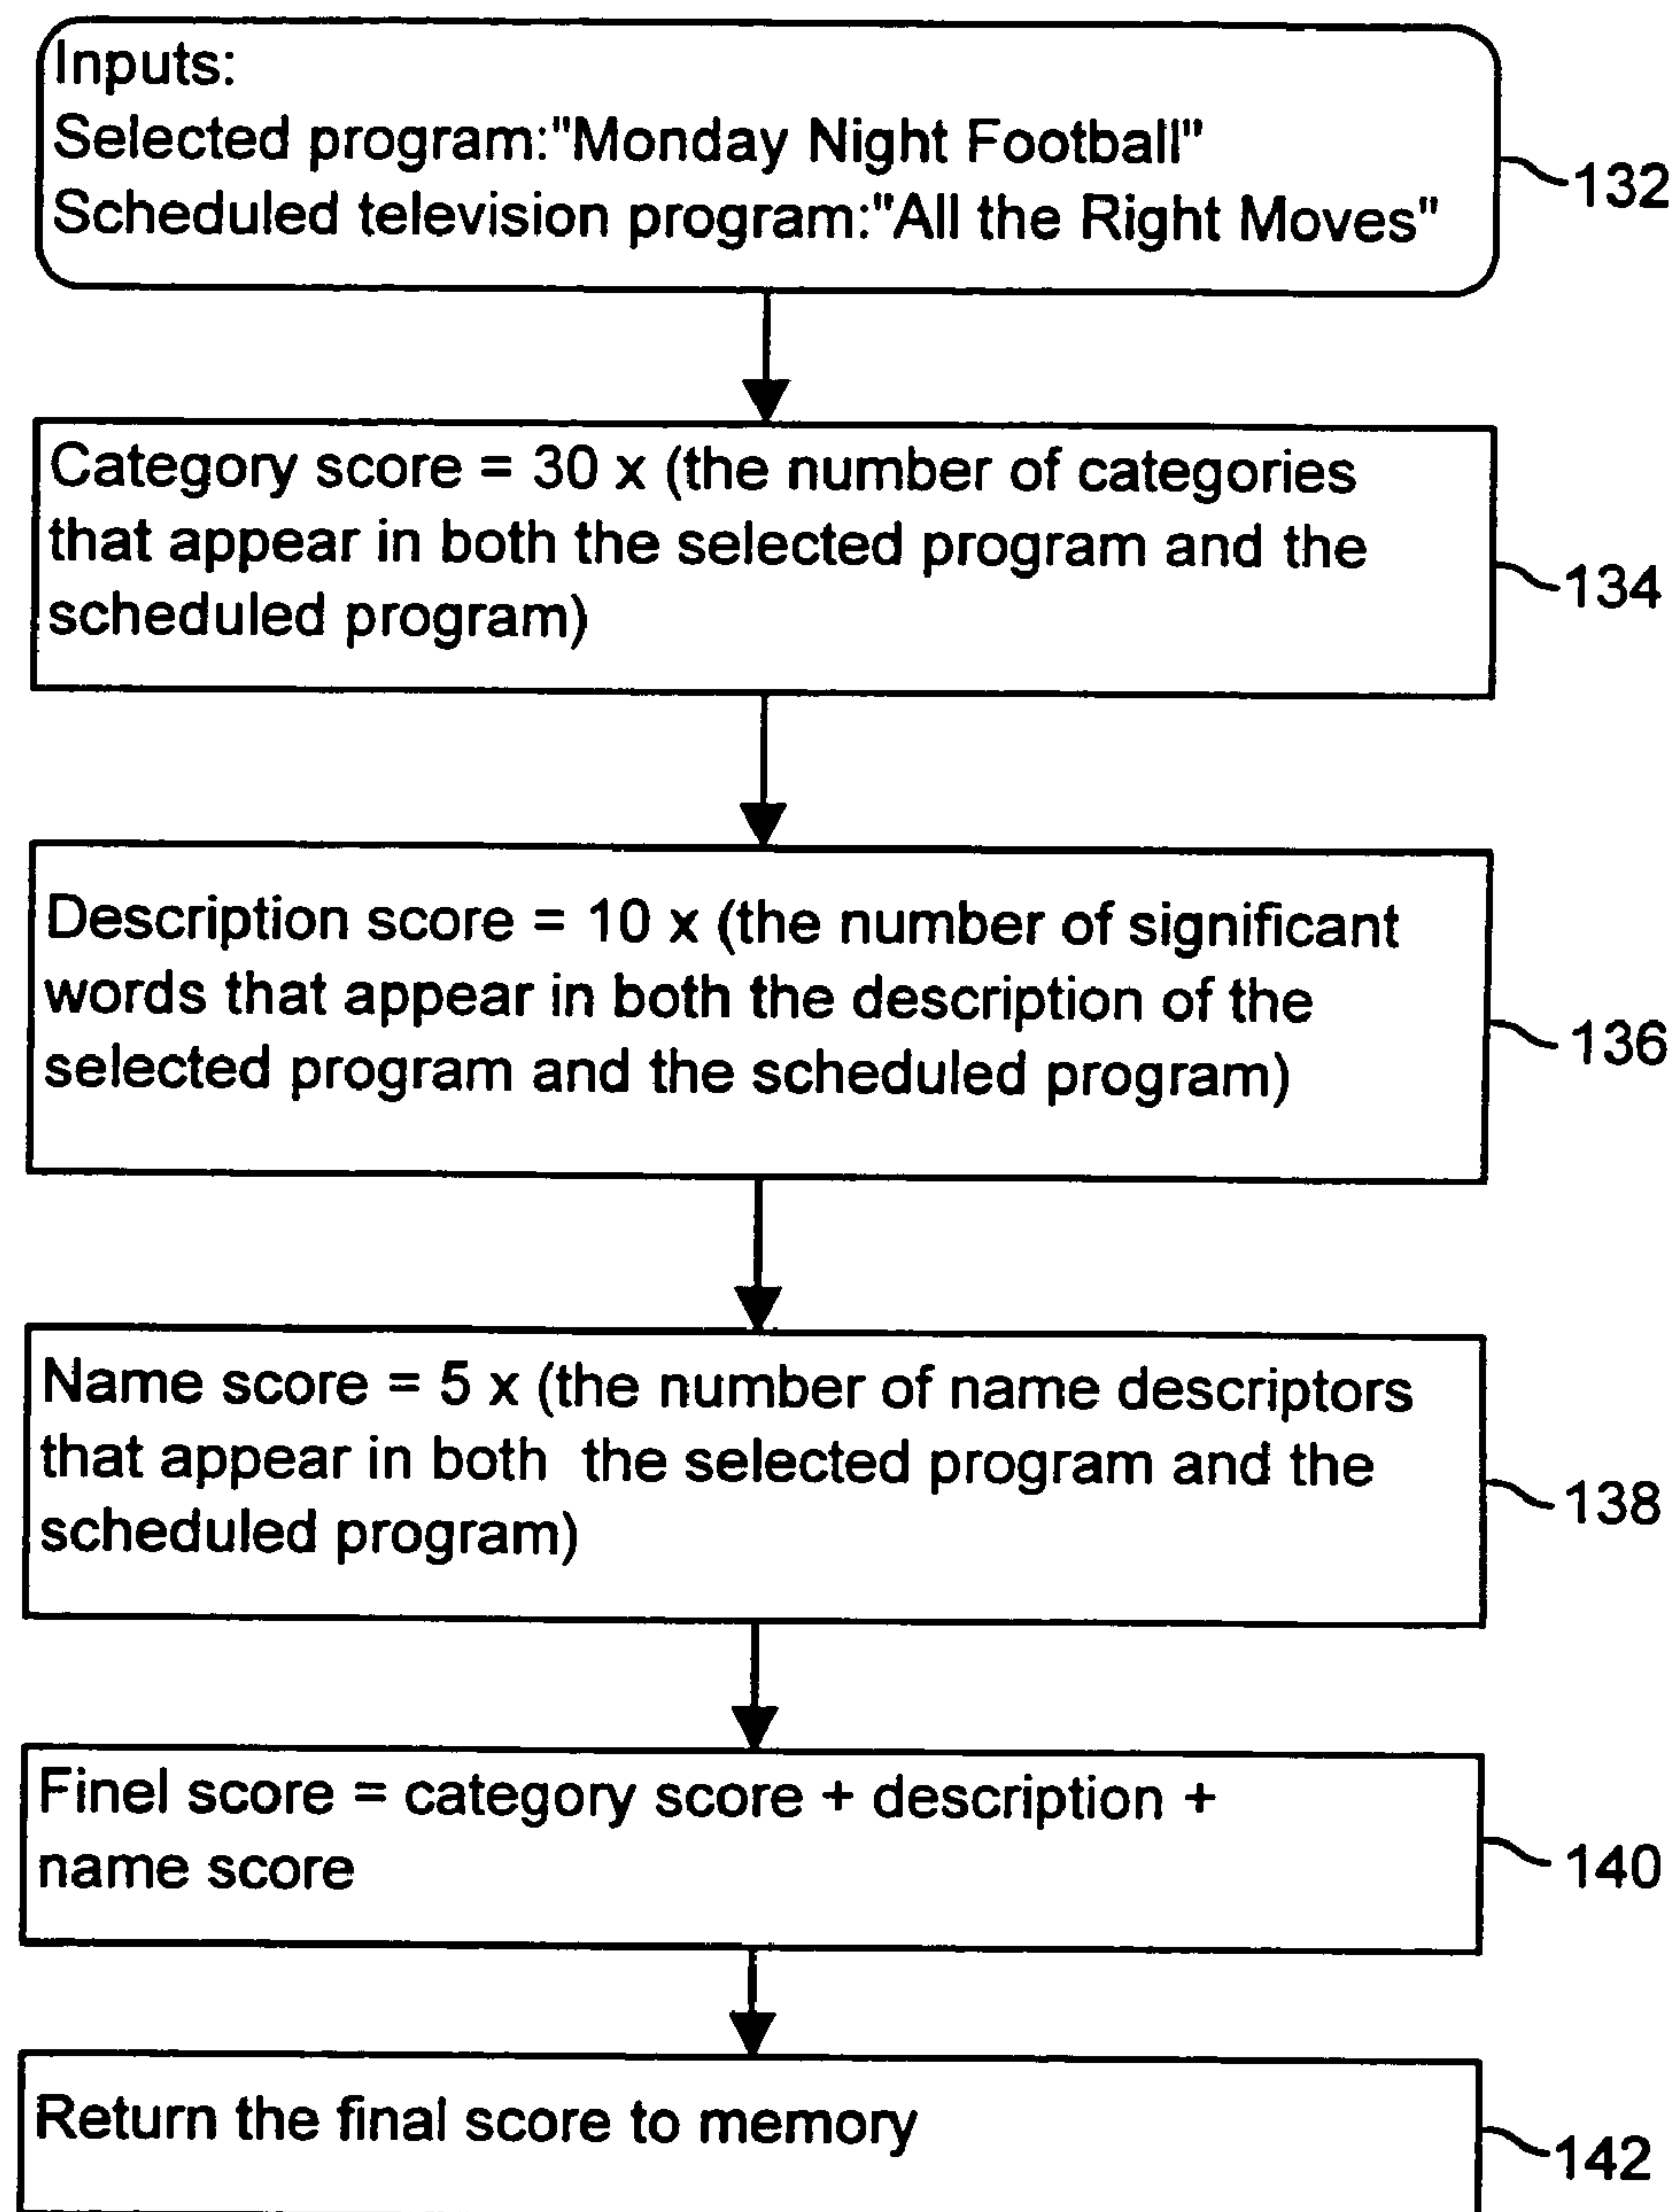 Inputs:
Selected program:"Monday Night Football"
Scheduled television program:"All the Right Moves"
132
Category score = 30 x (the number of categories
that appear in both the selected program and the
scheduled program)
134
Description score = 10 x (the number of significant
words that appear in both the description of the
selected program and the scheduled program)
136
Name score = 5 x (the number of name descriptors
that appear in both the selected program and the
scheduled program)
138
Finel score = category score + description +
name score
140
Return the final score to memory
142